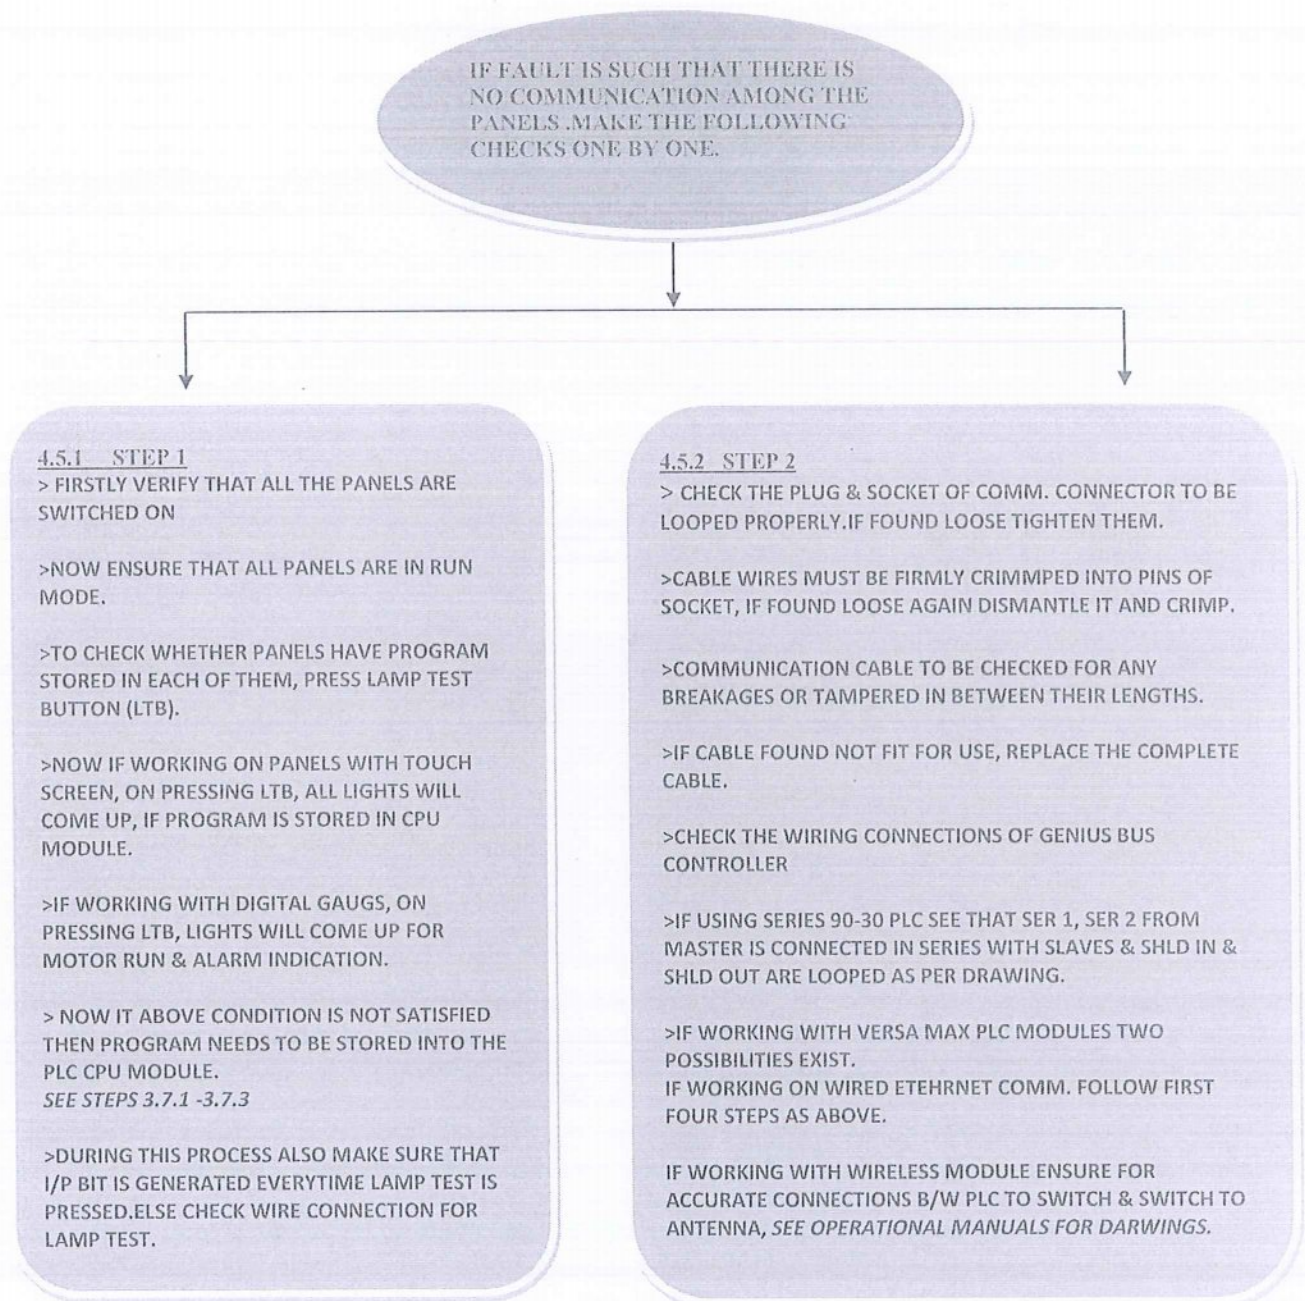 IF FAULT IS SUCH THAT THERE IS
NO COMMUNICATION AMONG THE
PANELS .MAKE THE FOLLOWING
CHECKS ONE BY ONE.
4.5.1 STEP 1
> FIRSTLY VERIFY THAT ALL THE PANELS ARE
SWITCHED ON
>NOW ENSURE THAT ALL PANELS ARE IN RUN
MODE.
>TO CHECK WHETHER PANELS HAVE PROGRAM
STORED IN EACH OF THEM, PRESS LAMP TEST
BUTTON (LTB).
>NOW IF WORKING ON PANELS WITH TOUCH
SCREEN, ON PRESSING LTB, ALL LIGHTS WILL
COME UP, IF PROGRAM IS STORED IN CPU
MODULE.
>IF WORKING WITH DIGITAL GAUGS, ON
PRESSING LTB, LIGHTS WILL COME UP FOR
MOTOR RUN & ALARM INDICATION.
> NOW IT ABOVE CONDITION IS NOT SATISFIED
THEN PROGRAM NEEDS TO BE STORED INTO THE
PLC CPU MODULE.
SEE STEPS 3.7.1 -3.7.3
>DURING THIS PROCESS ALSO MAKE SURE THAT
I/P BIT IS GENERATED EVERYTIME LAMP TEST IS
PRESSED.ELSE CHECK WIRE CONNECTION FOR
LAMP TEST.
4.5.2 STEP 2
> CHECK THE PLUG & SOCKET OF COMM. CONNECTOR TO BE
LOOPED PROPERLY.IF FOUND LOOSE TIGHTEN THEM.
>CABLE WIRES MUST BE FIRMLY CRIMMPED INTO PINS OF
SOCKET, IF FOUND LOOSE AGAIN DISMANTLE IT AND CRIMP.
>COMMUNICATION CABLE TO BE CHECKED FOR ANY
BREAKAGES OR TAMPERED IN BETWEEN THEIR LENGTHS.
>IF CABLE FOUND NOT FIT FOR USE, REPLACE THE COMPLETE
CABLE.
>CHECK THE WIRING CONNECTIONS OF GENIUS BUS
CONTROLLER
>IF USING SERIES 90-30 PLC SEE THAT SER 1, SER 2 FROM
MASTER IS CONNECTED IN SERIES WITH SLAVES & SHLD IN &
SHLD OUT ARE LOOPED AS PER DRAWING.
>IF WORKING WITH VERSA MAX PLC MODULES TWO
POSSIBILITIES EXIST.
IF WORKING ON WIRED ETEHRNET COMM. FOLLOW FIRST
FOUR STEPS AS ABOVE.
IF WORKING WITH WIRELESS MODULE ENSURE FOR
ACCURATE CONNECTIONS B/W PLC TO SWITCH & SWITCH TO
ANTENNA, SEE OPERATIONAL MANUALS FOR DARWINGS.